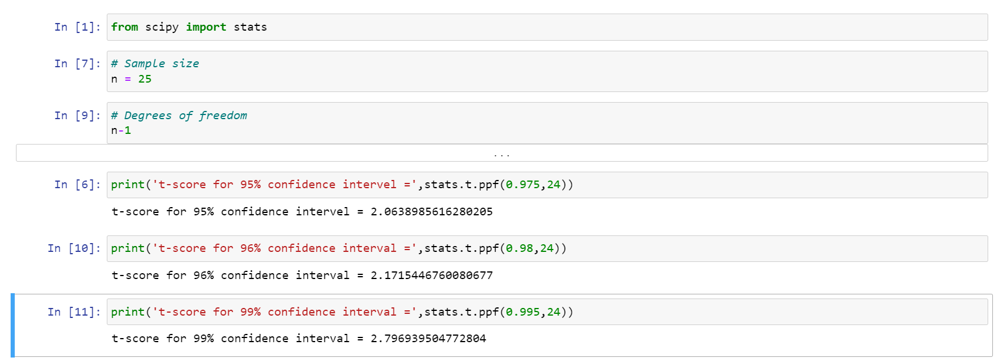 In [1]: from scipy import stats
In [7]: # Sample size
n = 25
In [9]: # Degrees of freedom
n-1
...
In [6]: print('t-score for 95% confidence intervel =',stats.t.ppf(0.975,24))
t-score for 95% confidence intervel = 2.0638985616280205
In [10]: print('t-score for 96% confidence interval =',stats.t.ppf(0.98,24))
t-score for 96% confidence interval = 2.1715446760080677
In [11]: print('t-score for 99% confidence interval =',stats.t.ppf(0.995,24))
t-score for 99% confidence interval = 2.796939504772804